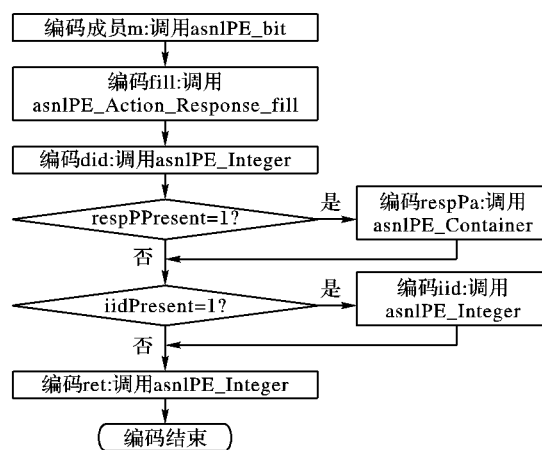 编码成员m:调用asn1PE_bit
编码fill:调用
asn1PE_Action_Response_fill
编码did:调用asn1PE_Integer
respPPresent=1?
是
编码respPa:调用
asn1PE_Container
否
iidPresent=1?
是
编码iid:调用
asn1PE_Integer
否
编码ret:调用asn1PE_Integer
编码结束